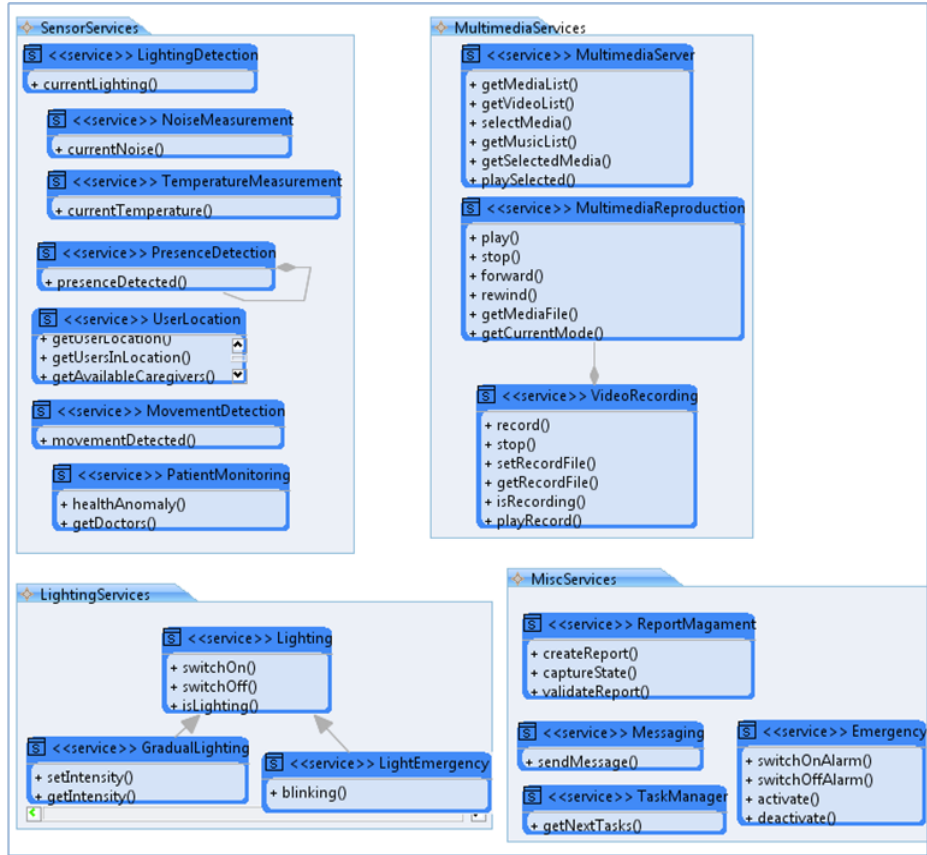 SensorServices
S <<service>> LightingDetection
+ currentLighting()
S <<service>> NoiseMeasurement
+ currentNoise()
S <<service>> TemperatureMeasurement
+ currentTemperature()
S <<service>> PresenceDetection
+ presenceDetected()
S <<service>> UserLocation
+ getUserLocation()
+ getUsersInLocation()
+ getAvailableCaregivers()
S <<service>> MovementDetection
+ movementDetected()
S <<service>> PatientMonitoring
+ healthAnomaly()
+ getDoctors()
MultimediaServices
S <<service>> MultimediaServer
+ getMediaList()
+ getVideoList()
+ selectMedia()
+ getMusicList()
+ getSelectedMedia()
+ playSelected()
S <<service>> MultimediaReproduction
+ play()
+ stop()
+ forward()
+ rewind()
+ getMediaFile()
+ getCurrentMode()
S <<service>> VideoRecording
+ record()
+ stop()
+ setRecordFile()
+ getRecordFile()
+ isRecording()
+ playRecord()
LightingServices
S <<service>> Lighting
+ switchOn()
+ switchOff()
+ isLighting()
S <<service>> GradualLighting
+ setIntensity()
+ getIntensity()
S <<service>> LightEmergency
+ blinking()
MiscServices
S <<service>> ReportMagament
+ createReport()
+ captureState()
+ validateReport()
S <<service>> Messaging
+ sendMessage()
S <<service>> TaskManager
+ getNextTasks()
S <<service>> Emergency
+ switchOnAlarm()
+ switchOffAlarm()
+ activate()
+ deactivate()